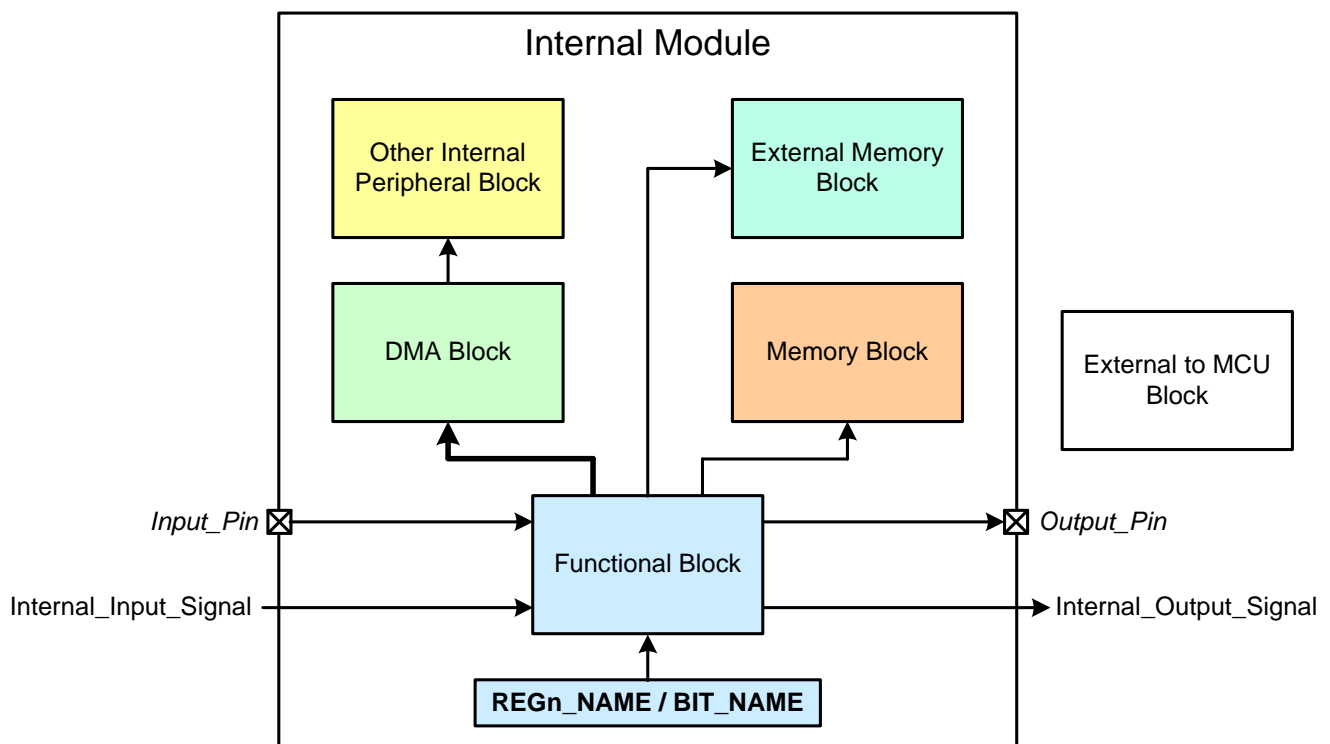 Internal Module
Other Internal
Peripheral Block
External Memory
Block
DMA Block
Memory Block
External to MCU
Block
Input_Pin
Output_Pin
Functional Block
Internal_Input_Signal
Internal_Output_Signal
REGn_NAME / BIT_NAME